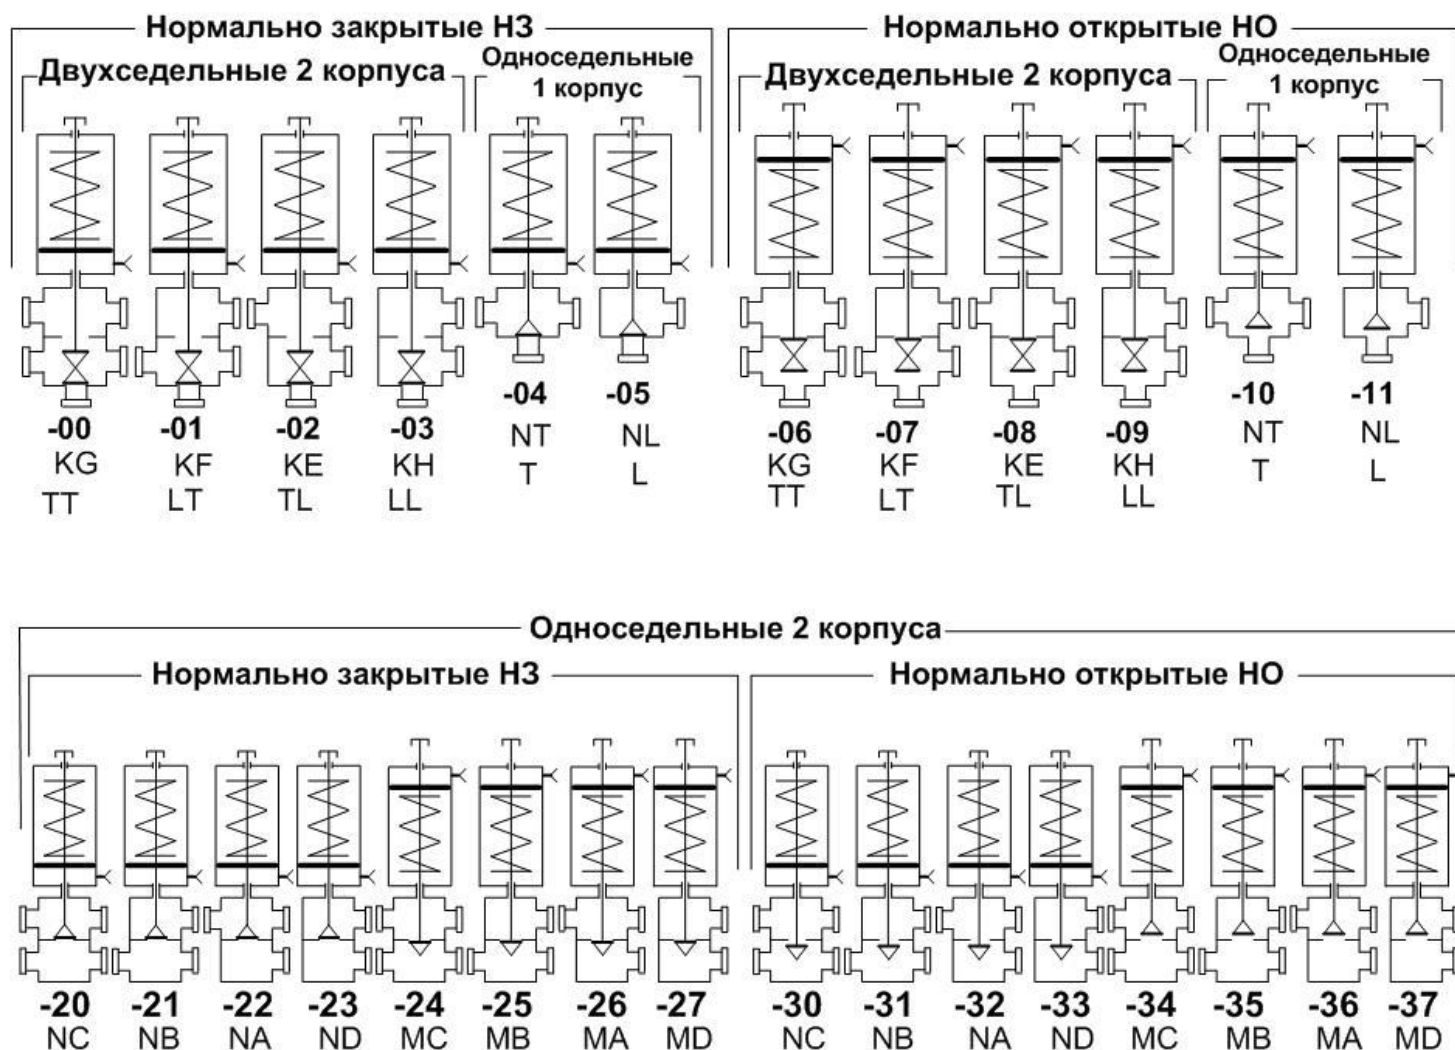 Нормально закрытые НЗ
Нормально открытые НО
Двухседельные 2 корпуса
Односедельные
1 корпус
Двухседельные 2 корпуса
Односедельные
1 корпус
-00 -01 -02 -03 -04 -05 -06 -07 -08 -09 -10 -11
KG KF KE KH NT NL KG KF KE KH NT NL
TT LT TL LL T L TT LT TL LL T L
Односедельные 2 корпуса
Нормально закрытые НЗ
Нормально открытые НО
-20 -21 -22 -23 -24 -25 -26 -27 -30 -31 -32 -33 -34 -35 -36 -37
NC NB NA ND MC MB MA MD NC NB NA ND MC MB MA MD